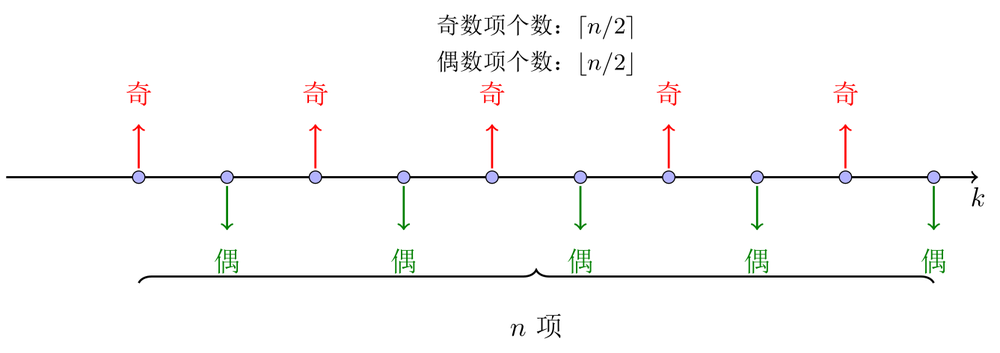 奇数项个数：⌈n/2⌉
偶数项个数：⌊n/2⌋
奇 奇 奇 奇 奇
k
偶 偶 偶 偶 偶
n 项